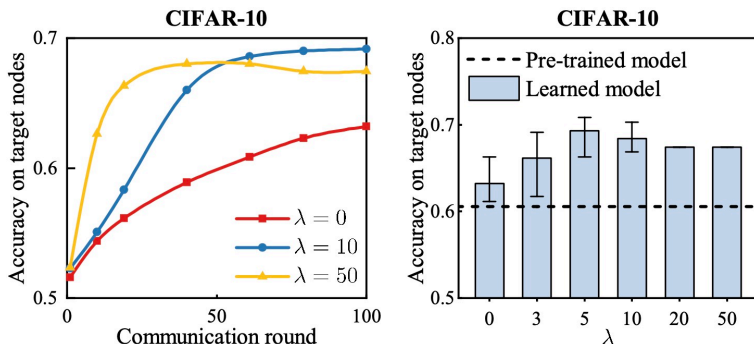 CIFAR-10
Accuracy on target nodes
0.7
0.6
0.5
λ = 0
λ = 10
λ = 50
0
50
100
Communication round
CIFAR-10
Accuracy on target nodes
0.8
0.7
0.6
0.5
Pre-trained model
Learned model
0 3 5 10 20 50
λ